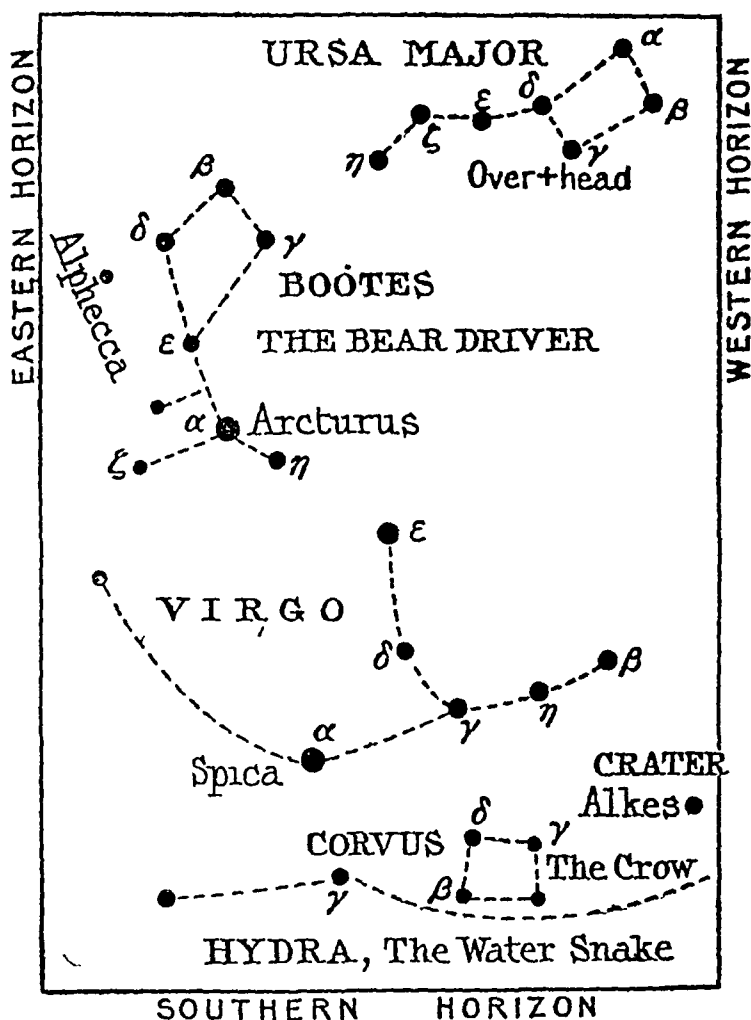 URSA MAJOR
α
δ
ε
β
ζ
γ
η
Over+head
EASTERN HORIZON
WESTERN HORIZON
β
δ
γ
Alphecca
BOÓTES
ε
THE BEAR DRIVER
α
Arcturus
ζ
η
ε
VIRGO
δ
β
γ
η
α
Spica
CRATER
Alkes
δ
γ
CORVUS
The Crow
β
γ
HYDRA, The Water Snake
SOUTHERN HORIZON